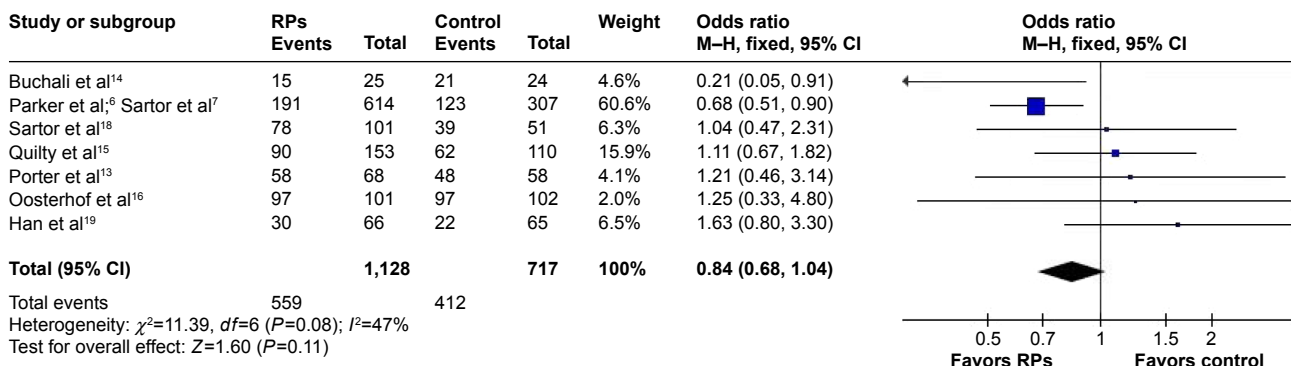 Study or subgroup RPs Control Weight Odds ratio Odds ratio
Events Total Events Total M–H, fixed, 95% CI M–H, fixed, 95% CI
Buchali et al¹⁴ 15 25 21 24 4.6% 0.21 (0.05, 0.91)
Parker et al;⁶ Sartor et al⁷ 191 614 123 307 60.6% 0.68 (0.51, 0.90)
Sartor et al¹⁸ 78 101 39 51 6.3% 1.04 (0.47, 2.31)
Quilty et al¹⁵ 90 153 62 110 15.9% 1.11 (0.67, 1.82)
Porter et al¹³ 58 68 48 58 4.1% 1.21 (0.46, 3.14)
Oosterhof et al¹⁶ 97 101 97 102 2.0% 1.25 (0.33, 4.80)
Han et al¹⁹ 30 66 22 65 6.5% 1.63 (0.80, 3.30)
Total (95% CI) 1,128 717 100% 0.84 (0.68, 1.04)
Total events 559 412
Heterogeneity: χ²=11.39, df=6 (P=0.08); I²=47%
Test for overall effect: Z=1.60 (P=0.11)
0.5 0.7 1 1.5 2
Favors RPs Favors control